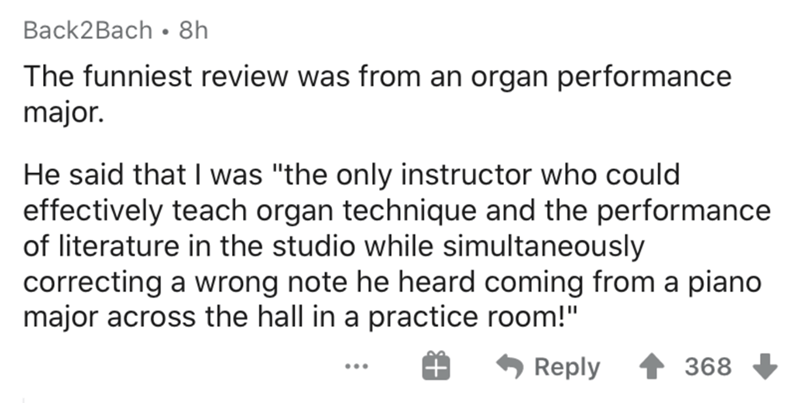 Back2Bach • 8h
The funniest review was from an organ performance
major.
He said that I was "the only instructor who could
effectively teach organ technique and the performance
of literature in the studio while simultaneously
correcting a wrong note he heard coming from a piano
major across the hall in a practice room!"
... Reply 368